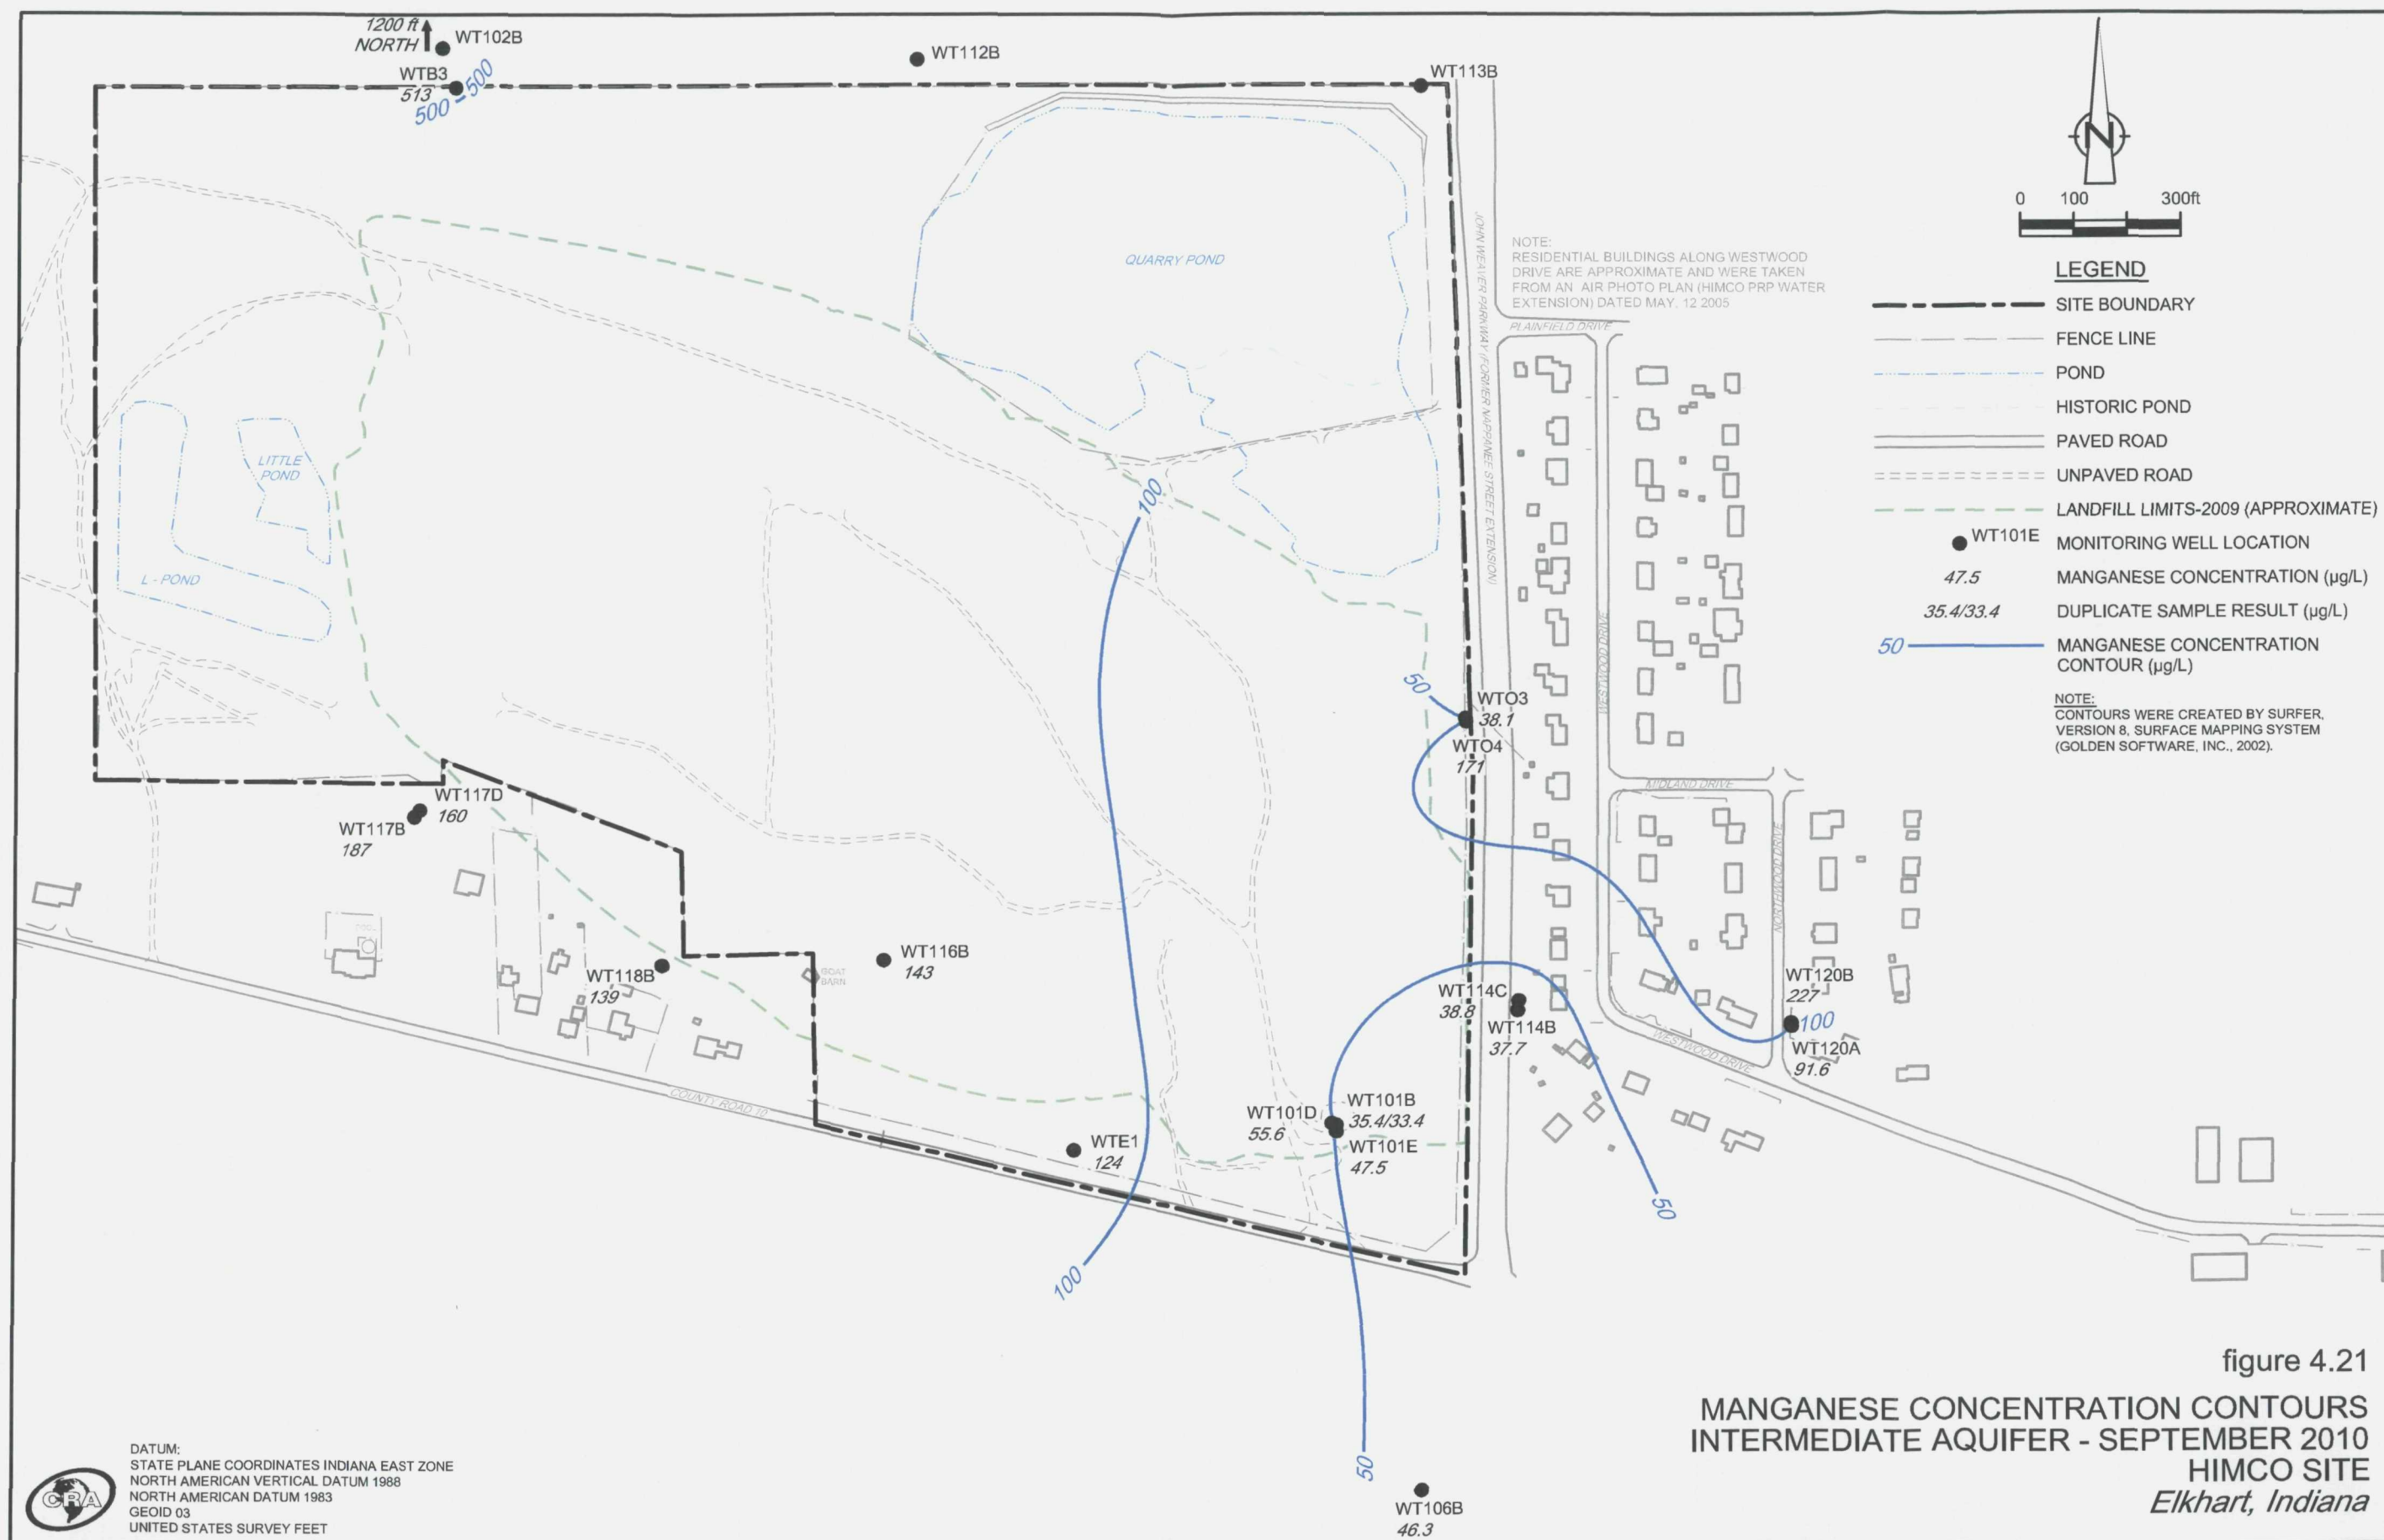 1200 ft
NORTH
WT102B
WTB3
513
500
500
WT112B
WT113B
N
0 100 300ft
NOTE:
RESIDENTIAL BUILDINGS ALONG WESTWOOD
DRIVE ARE APPROXIMATE AND WERE TAKEN
FROM AN AIR PHOTO PLAN (HIMCO PRP WATER
EXTENSION) DATED MAY. 12 2005
QUARRY POND
JOHN WEAVER PARKWAY (FORMER NAPPANEE STREET EXTENSION)
PLAINFIELD DRIVE
LEGEND
SITE BOUNDARY
FENCE LINE
POND
HISTORIC POND
PAVED ROAD
UNPAVED ROAD
LANDFILL LIMITS-2009 (APPROXIMATE)
WT101E
MONITORING WELL LOCATION
47.5
MANGANESE CONCENTRATION (µg/L)
35.4/33.4
DUPLICATE SAMPLE RESULT (µg/L)
50
MANGANESE CONCENTRATION
CONTOUR (µg/L)
NOTE:
CONTOURS WERE CREATED BY SURFER,
VERSION 8, SURFACE MAPPING SYSTEM
(GOLDEN SOFTWARE, INC., 2002).
LITTLE
POND
L - POND
100
50
WTO3
38.1
WTO4
171
WESTWOOD DRIVE
MIDLAND DRIVE
NORTHWOOD DRIVE
WT117D
160
WT117B
187
WT118B
139
GOAT
BARN
WT116B
143
WT114C
38.8
WT114B
37.7
WT120B
227
100
WT120A
91.6
WESTWOOD DRIVE
COUNTY ROAD 10
WTE1
124
WT101D
55.6
WT101B
35.4/33.4
WT101E
47.5
50
100
50
WT106B
46.3
figure 4.21
MANGANESE CONCENTRATION CONTOURS
INTERMEDIATE AQUIFER - SEPTEMBER 2010
HIMCO SITE
Elkhart, Indiana
CRA
DATUM:
STATE PLANE COORDINATES INDIANA EAST ZONE
NORTH AMERICAN VERTICAL DATUM 1988
NORTH AMERICAN DATUM 1983
GEOID 03
UNITED STATES SURVEY FEET